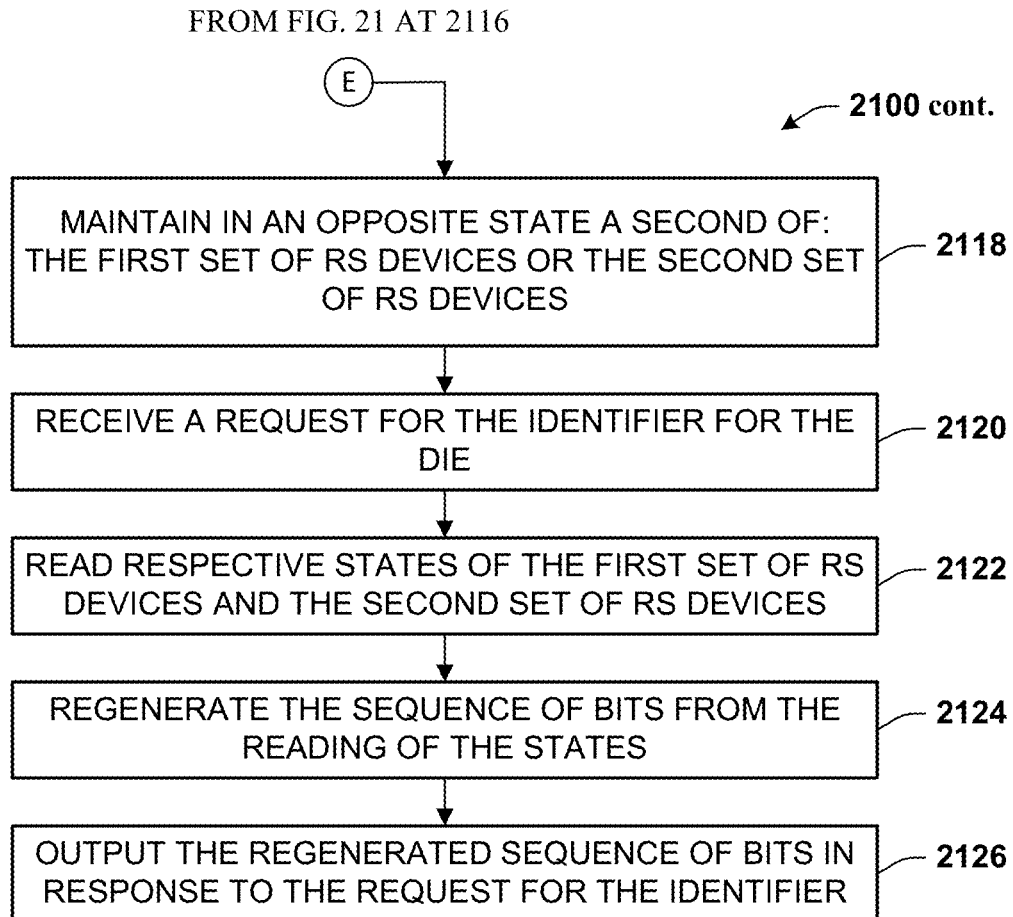 FROM FIG. 21 AT 2116
E
2100 cont.
MAINTAIN IN AN OPPOSITE STATE A SECOND OF:
THE FIRST SET OF RS DEVICES OR THE SECOND SET
OF RS DEVICES
2118
RECEIVE A REQUEST FOR THE IDENTIFIER FOR THE
DIE
2120
READ RESPECTIVE STATES OF THE FIRST SET OF RS
DEVICES AND THE SECOND SET OF RS DEVICES
2122
REGENERATE THE SEQUENCE OF BITS FROM THE
READING OF THE STATES
2124
OUTPUT THE REGENERATED SEQUENCE OF BITS IN
RESPONSE TO THE REQUEST FOR THE IDENTIFIER
2126